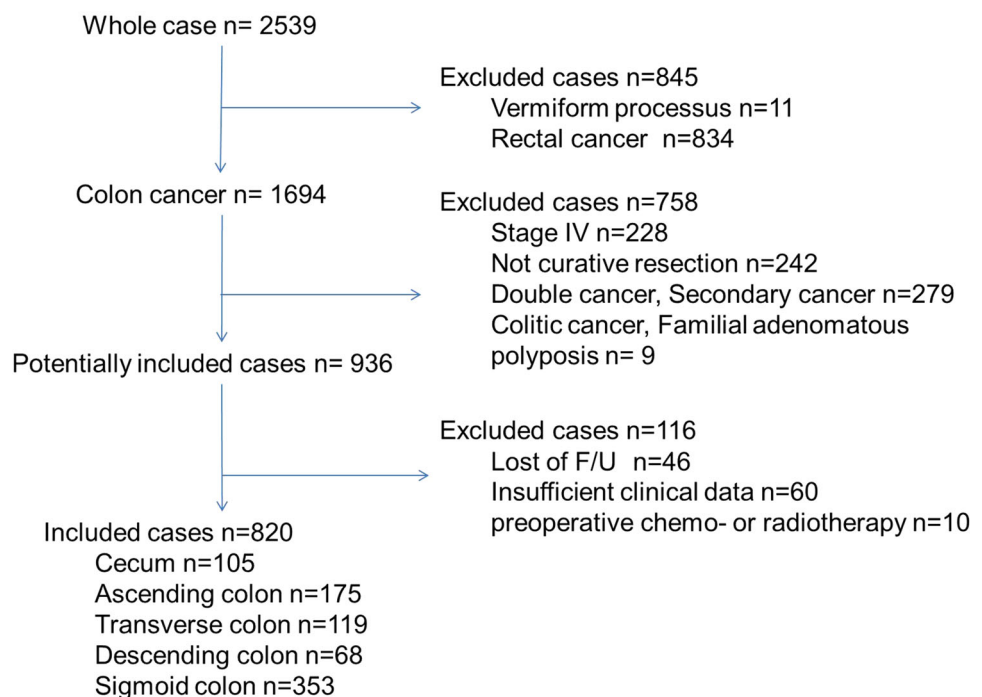 Whole case n= 2539
Excluded cases n=845
Vermiform processus n=11
Rectal cancer n=834
Colon cancer n= 1694
Excluded cases n=758
Stage IV n=228
Not curative resection n=242
Double cancer, Secondary cancer n=279
Colitic cancer, Familial adenomatous
polyposis n= 9
Potentially included cases n= 936
Excluded cases n=116
Lost of F/U n=46
Insufficient clinical data n=60
preoperative chemo- or radiotherapy n=10
Included cases n=820
Cecum n=105
Ascending colon n=175
Transverse colon n=119
Descending colon n=68
Sigmoid colon n=353